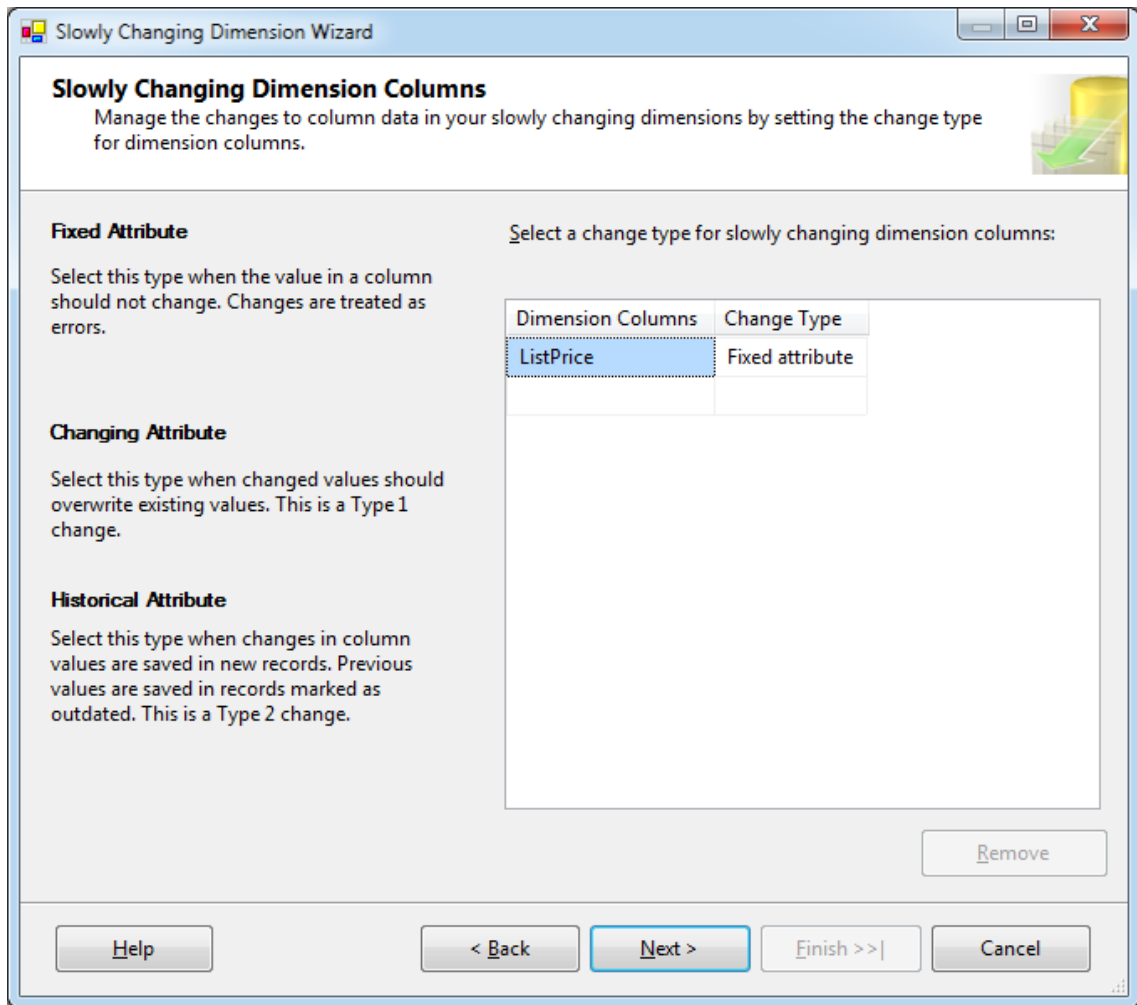 Slowly Changing Dimension Wizard
Slowly Changing Dimension Columns
Manage the changes to column data in your slowly changing dimensions by setting the change type
for dimension columns.
Fixed Attribute
Select this type when the value in a column
should not change. Changes are treated as
errors.
Changing Attribute
Select this type when changed values should
overwrite existing values. This is a Type 1
change.
Historical Attribute
Select this type when changes in column
values are saved in new records. Previous
values are saved in records marked as
outdated. This is a Type 2 change.
Select a change type for slowly changing dimension columns:
Dimension Columns Change Type
ListPrice Fixed attribute
Remove
Help < Back Next > Finish >>| Cancel